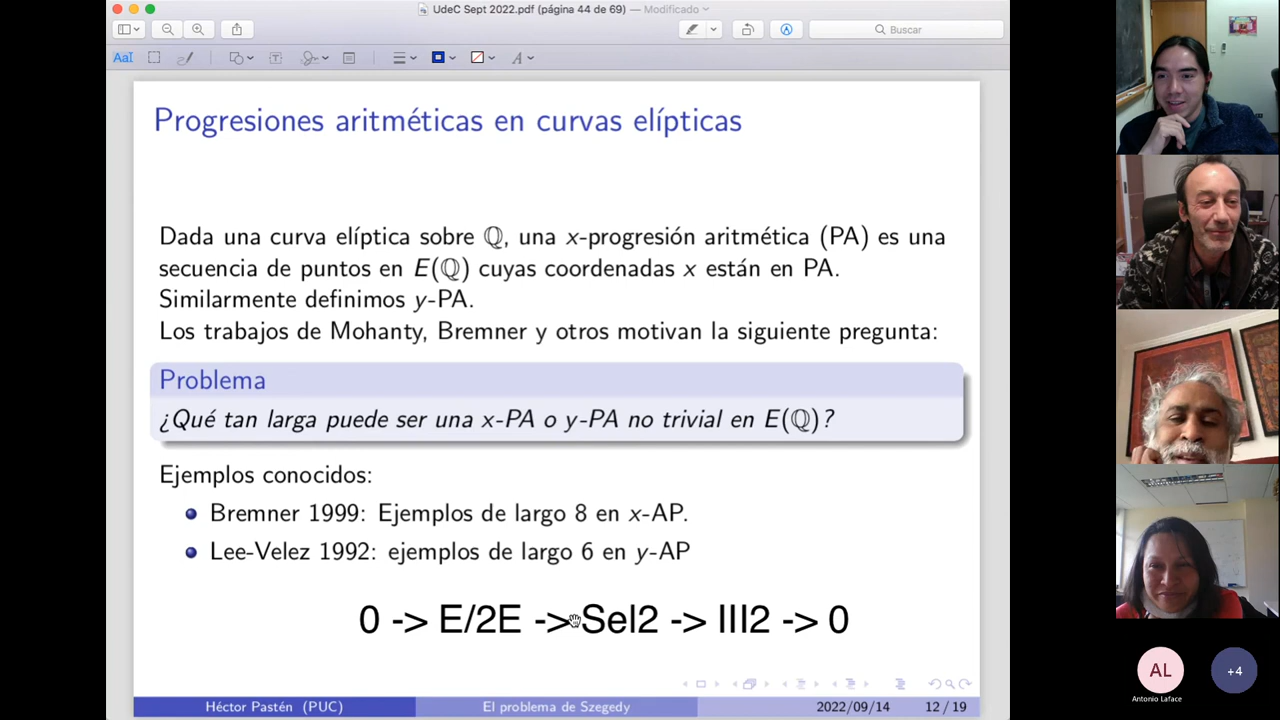 UdeC Sept 2022.pdf (página 44 de 69) — Modificado
Buscar
AaI
A
Progresiones aritméticas en curvas elípticas
Dada una curva elíptica sobre ℚ, una x-progresión aritmética (PA) es una
secuencia de puntos en E(ℚ) cuyas coordenadas x están en PA.
Similarmente definimos y-PA.
Los trabajos de Mohanty, Bremner y otros motivan la siguiente pregunta:
Problema
¿Qué tan larga puede ser una x-PA o y-PA no trivial en E(ℚ)?
Ejemplos conocidos:
Bremner 1999: Ejemplos de largo 8 en x-AP.
Lee-Velez 1992: ejemplos de largo 6 en y-AP
0 -> E/2E -> Sel2 -> III2 -> 0
Héctor Pastén (PUC)
El problema de Szegedy
2022/09/14
12 / 19
AL
+4
Antonio Laface